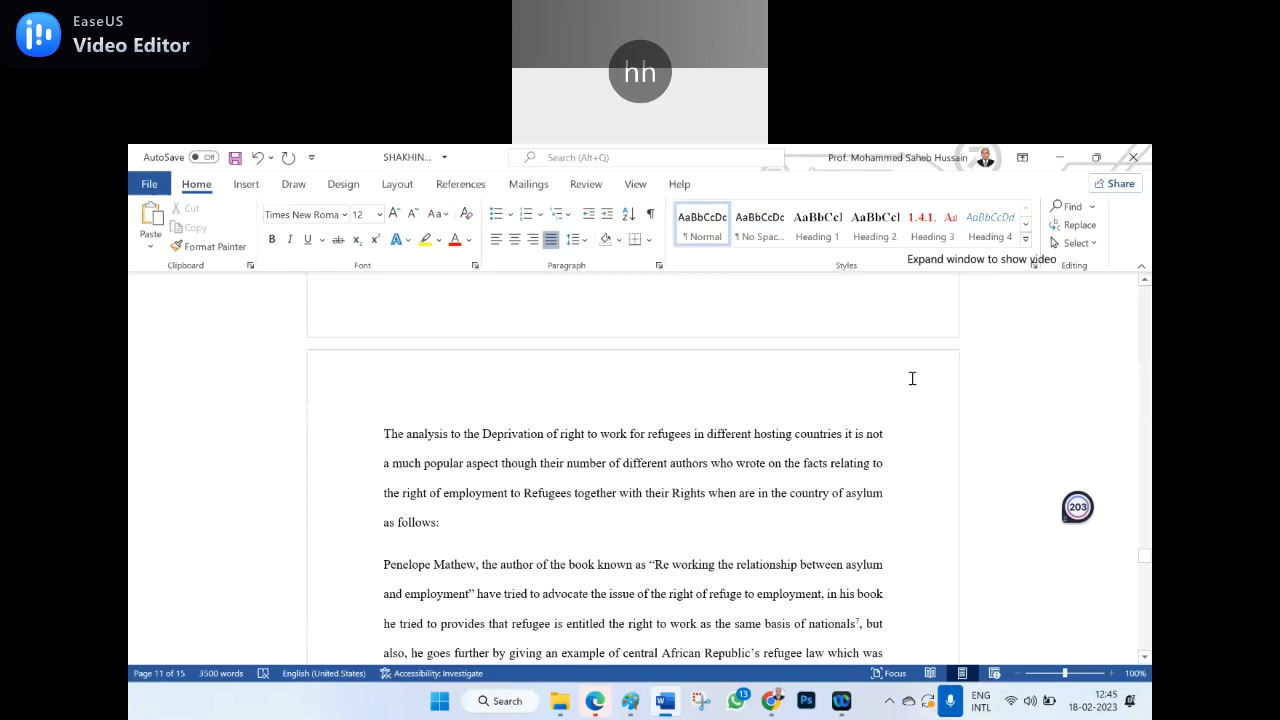 EaseUS
Video Editor
hh
AutoSave Off SHAKHIN... Search (Alt+Q) Prof. Mohammed Saheb Hussain
File Home Insert Draw Design Layout References Mailings Review View Help Share
Paste Cut Copy Format Painter
Times New Roma 12
AaBbCcDc AaBbCcDc AaBbCcl AaBbCcl 1.4.1. Aa AaBbCcDd
¶ Normal ¶ No Spac... Heading 1 Heading 2 Heading 3 Heading 4
Find Replace Select
Clipboard Font Paragraph Styles Editing
Expand window to show video
The analysis to the Deprivation of right to work for refugees in different hosting countries it is not
a much popular aspect though their number of different authors who wrote on the facts relating to
the right of employment to Refugees together with their Rights when are in the country of asylum
as follows:
203
Penelope Mathew, the author of the book known as “Re working the relationship between asylum
and employment” have tried to advocate the issue of the right of refuge to employment, in his book
he tried to provides that refugee is entitled the right to work as the same basis of nationals7, but
also, he goes further by giving an example of central African Republic’s refugee law which was
Page 11 of 15 3500 words English (United States) Accessibility: Investigate Focus 100%
Search 13 ENG INTL 12:45 18-02-2023